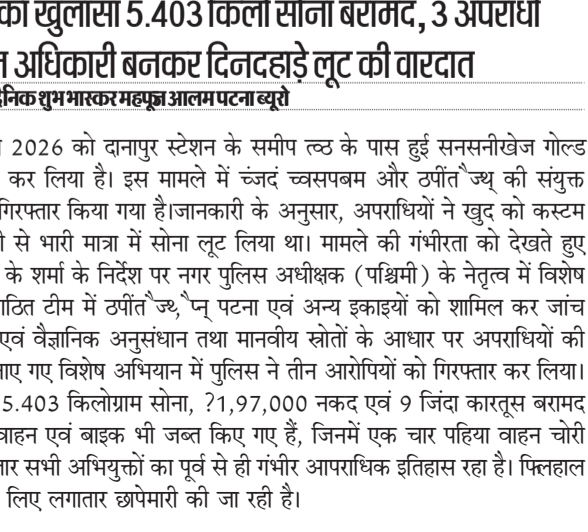 का खुलासा 5.403 किलो सोना बरामद, 3 अपराधी
अधिकारी बनकर दिनदहाड़े लूट की वारदात
दैनिक शुभ भास्कर महफूज आलम पटना ब्यूरो
2026 को दानापुर स्टेशन के समीप त्व्ठ के पास हुई सनसनीखेज गोल्ड
कर लिया है। इस मामले में च्ंजदं च्वसपबम और ठपींत ैज्थ् की संयुक्त
गिरफ्तार किया गया है।जानकारी के अनुसार, अपराधियों ने खुद को कस्टम
से भारी मात्रा में सोना लूट लिया था। मामले की गंभीरता को देखते हुए
के शर्मा के निर्देश पर नगर पुलिस अधीक्षक (पश्चिमी) के नेतृत्व में विशेष
गठित टीम में ठपींत ैज्थ, ैप्न् पटना एवं अन्य इकाइयों को शामिल कर जांच
एवं वैज्ञानिक अनुसंधान तथा मानवीय स्रोतों के आधार पर अपराधियों की
गए विशेष अभियान में पुलिस ने तीन आरोपियों को गिरफ्तार कर लिया।
5.403 किलोग्राम सोना, ?1,97,000 नकद एवं 9 जिंदा कारतूस बरामद
वाहन एवं बाइक भी जब्त किए गए हैं, जिनमें एक चार पहिया वाहन चोरी
सभी अभियुक्तों का पूर्व से ही गंभीर आपराधिक इतिहास रहा है। फिलहाल
लिए लगातार छापेमारी की जा रही है।